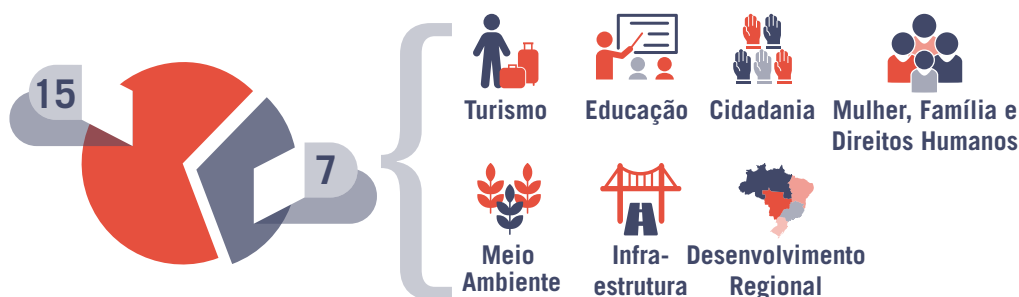 15
7
Turismo
Educação
Cidadania
Mulher, Família e
Direitos Humanos
Meio
Ambiente
Infra-
estrutura
Desenvolvimento
Regional